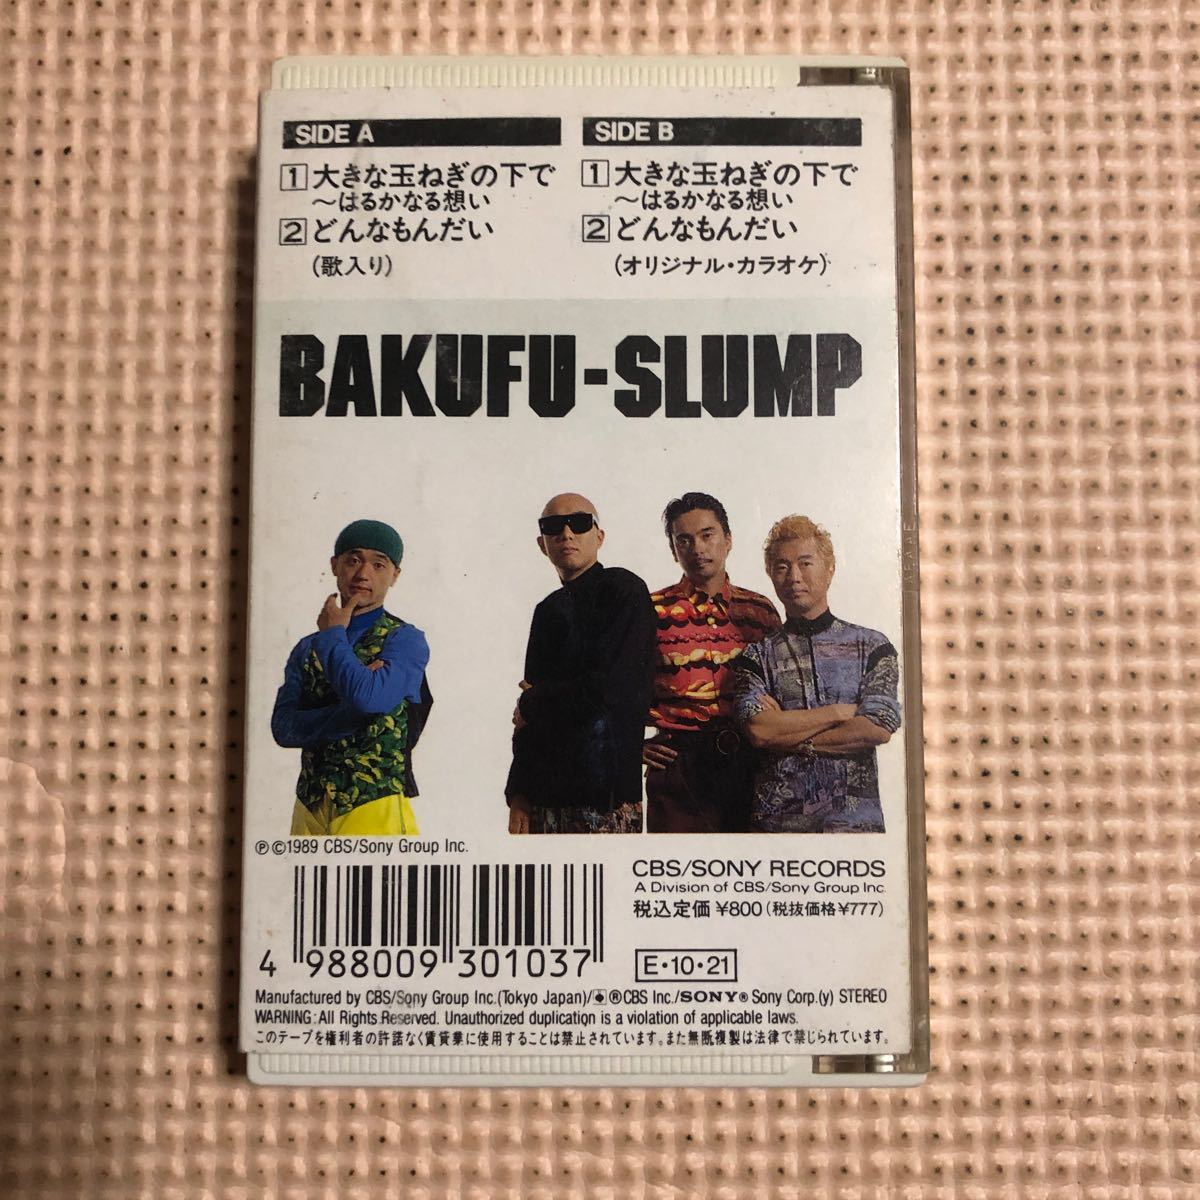 SIDE A
1 大きな玉ねぎの下で
〜はるかなる想い
2 どんなもんだい
(歌入り)
SIDE B
1 大きな玉ねぎの下で
〜はるかなる想い
2 どんなもんだい
(オリジナル・カラオケ)
BAKUFU-SLUMP
Ⓟ©1989 CBS/Sony Group Inc.
4 988009 301037
CBS/SONY RECORDS
A Division of CBS/Sony Group Inc.
税込定価 ¥800 (税抜価格¥777)
E・10・21
Manufactured by CBS/Sony Group Inc.(Tokyo Japan)/®CBS Inc./SONY® Sony Corp.(y) STEREO
WARNING: All Rights Reserved. Unauthorized duplication is a violation of applicable laws.
このテープを権利者の許諾なく賃貸業に使用することは禁止されています。また無断複製は法律で禁じられています。